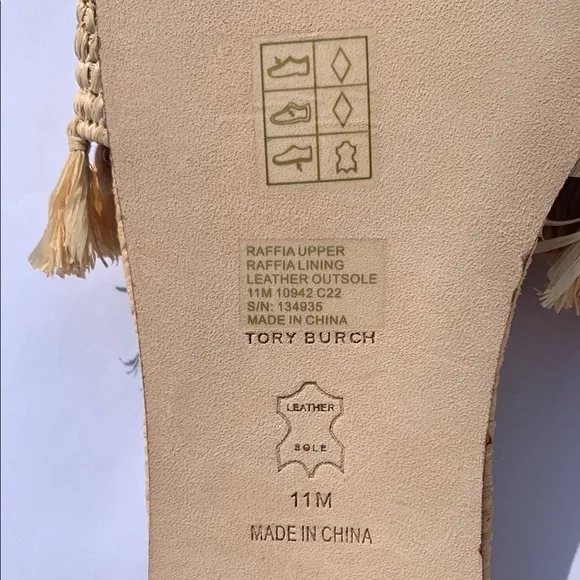 RAFFIA UPPER
RAFFIA LINING
LEATHER OUTSOLE
11M 10942 C22
S/N: 134935
MADE IN CHINA
TORY BURCH
LEATHER
SOLE
11M
MADE IN CHINA